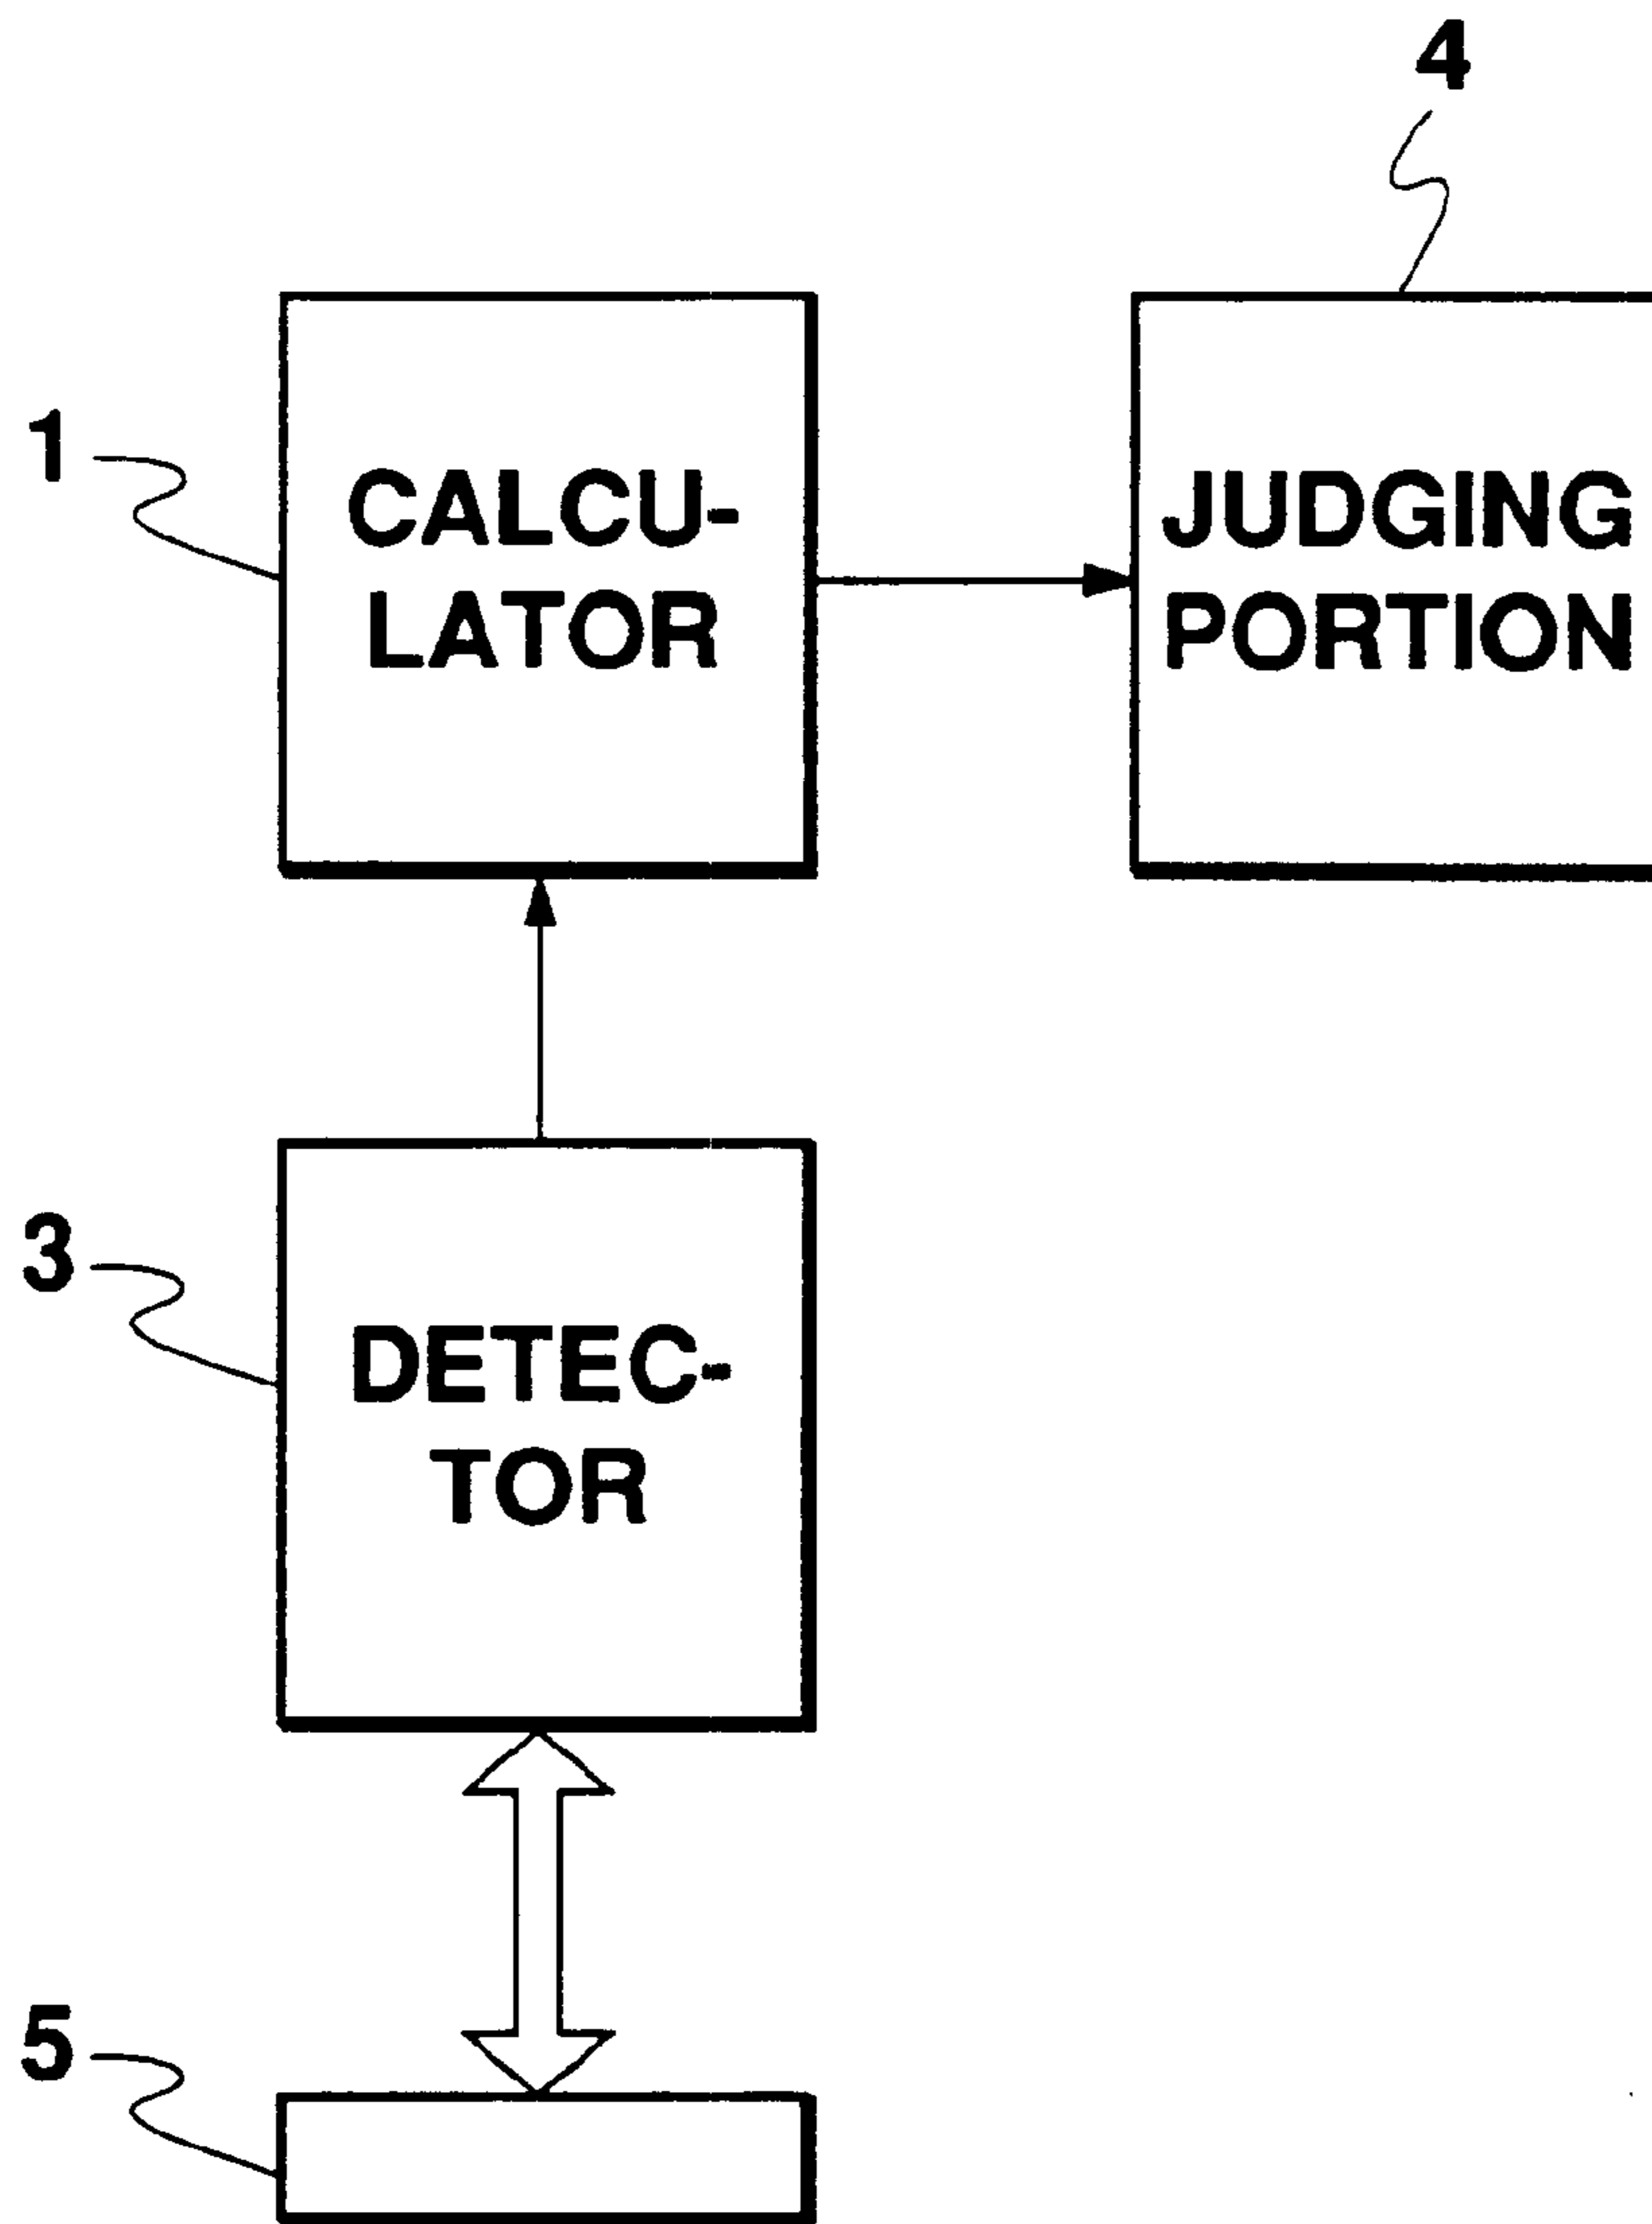 4
1
CALCU-
LATOR
JUDGING
PORTION
3
DETEC-
TOR
5